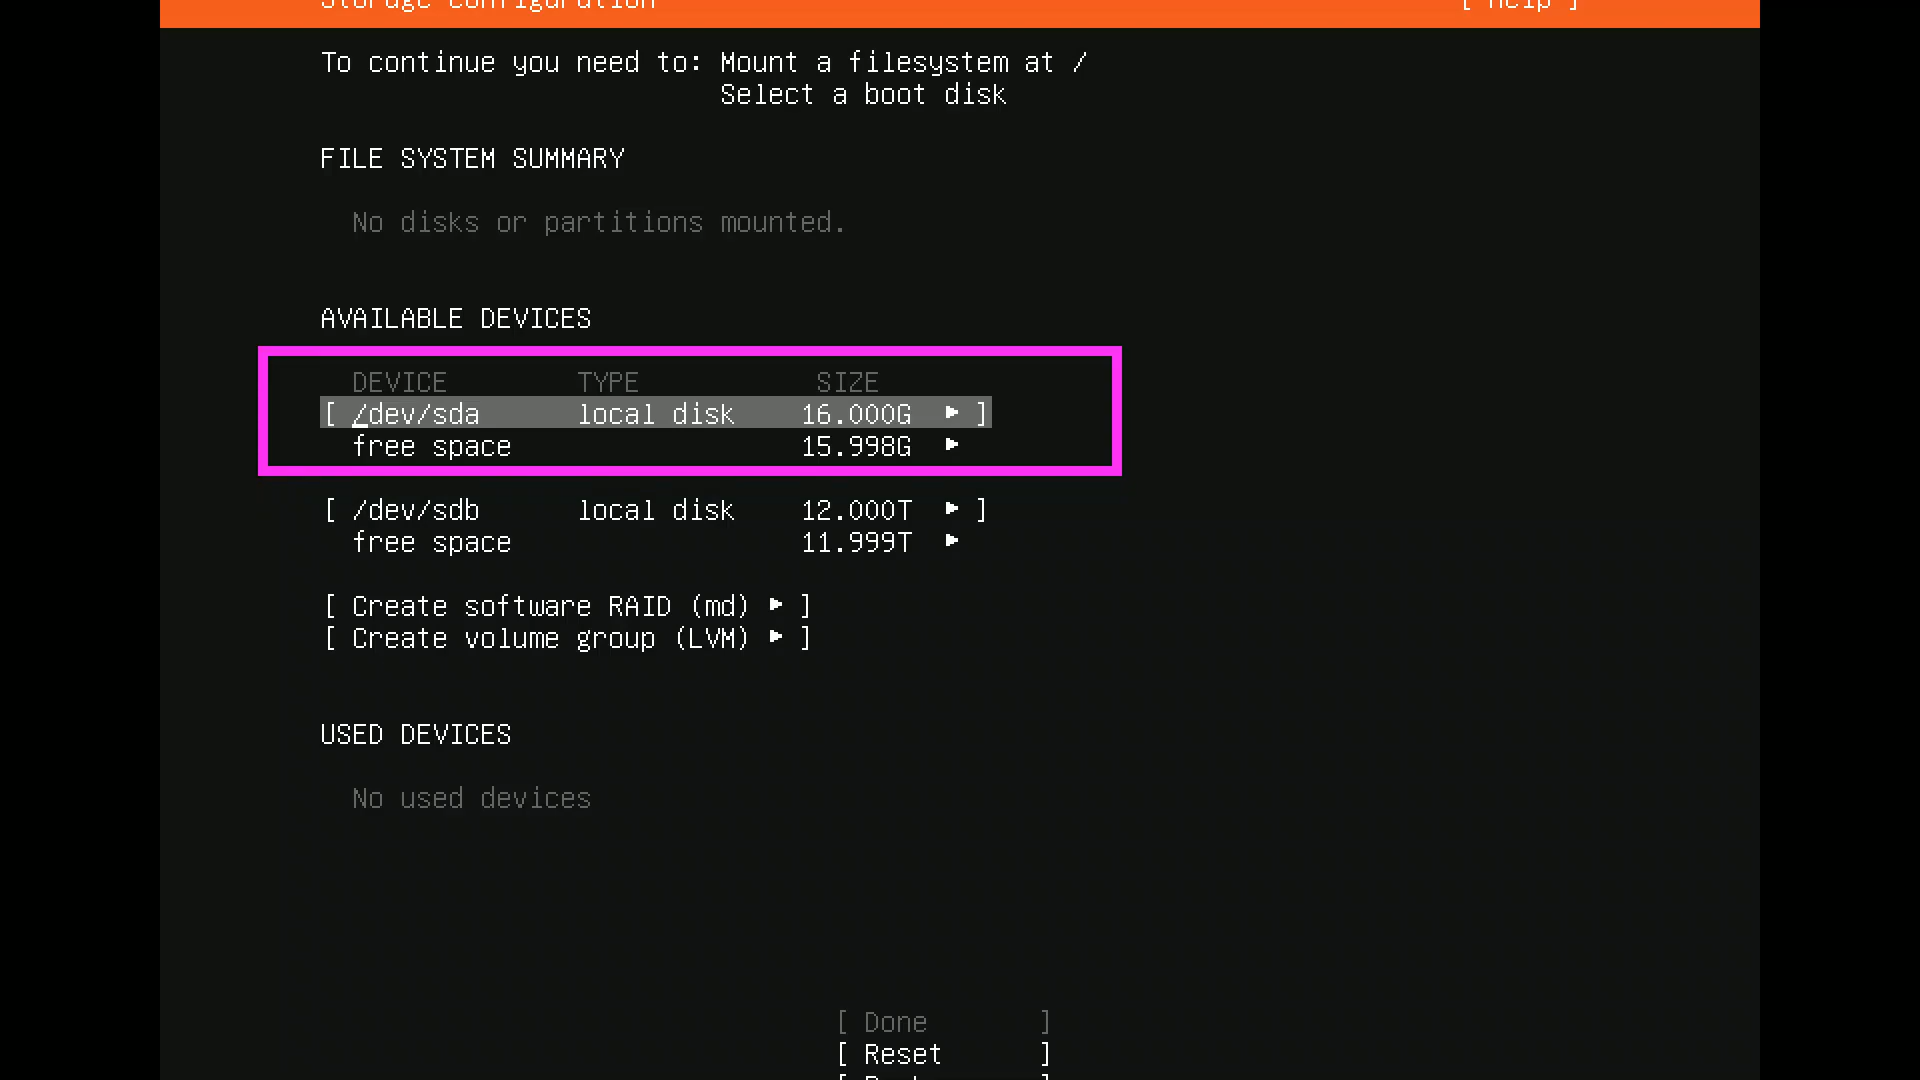 Storage configuration [ Help ]
To continue you need to: Mount a filesystem at /
Select a boot disk
FILE SYSTEM SUMMARY
No disks or partitions mounted.
AVAILABLE DEVICES
DEVICE TYPE SIZE
[ /dev/sda local disk 16.000G ▸ ]
free space 15.998G ▸
[ /dev/sdb local disk 12.000T ▸ ]
free space 11.999T ▸
[ Create software RAID (md) ▸ ]
[ Create volume group (LVM) ▸ ]
USED DEVICES
No used devices
[ Done ]
[ Reset ]